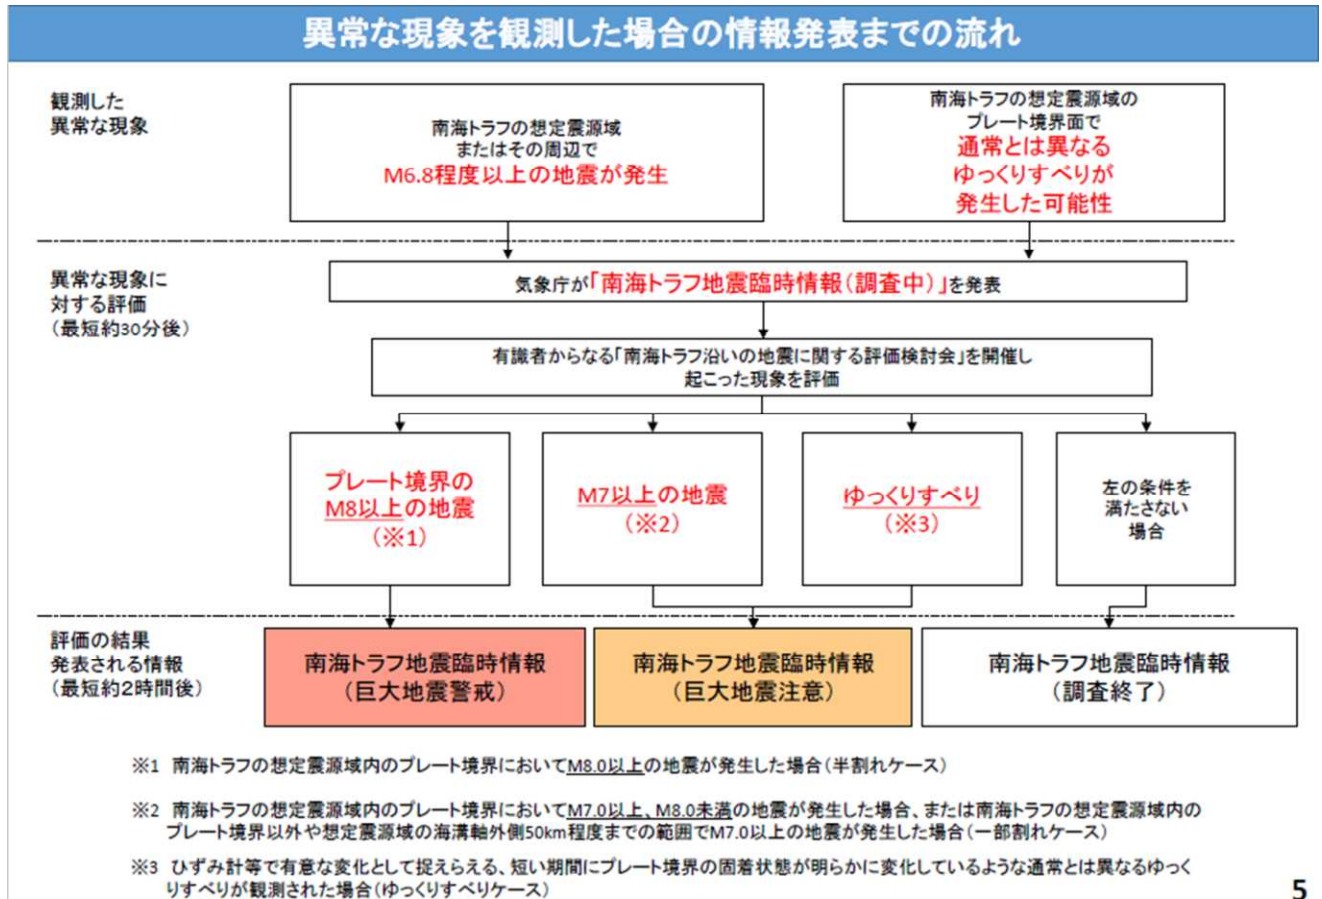 異常な現象を観測した場合の情報発表までの流れ
観測した
異常な現象
南海トラフの想定震源域
またはその周辺で
M6.8程度以上の地震が発生
南海トラフの想定震源域の
プレート境界面で
通常とは異なる
ゆっくりすべりが
発生した可能性
異常な現象に
対する評価
(最短約30分後)
気象庁が「南海トラフ地震臨時情報(調査中)」を発表
有識者からなる「南海トラフ沿いの地震に関する評価検討会」を開催し
起こった現象を評価
プレート境界の
M8以上の地震
(※1)
M7以上の地震
(※2)
ゆっくりすべり
(※3)
左の条件を
満たさない
場合
評価の結果
発表される情報
(最短約2時間後)
南海トラフ地震臨時情報
(巨大地震警戒)
南海トラフ地震臨時情報
(巨大地震注意)
南海トラフ地震臨時情報
(調査終了)
※1 南海トラフの想定震源域内のプレート境界においてM8.0以上の地震が発生した場合(半割れケース)
※2 南海トラフの想定震源域内のプレート境界においてM7.0以上、M8.0未満の地震が発生した場合、または南海トラフの想定震源域内の
プレート境界以外や想定震源域の海溝軸外側50km程度までの範囲でM7.0以上の地震が発生した場合(一部割れケース)
※3 ひずみ計等で有意な変化として捉えらえる、短い期間にプレート境界の固着状態が明らかに変化しているような通常とは異なるゆっく
りすべりが観測された場合(ゆっくりすべりケース)
5